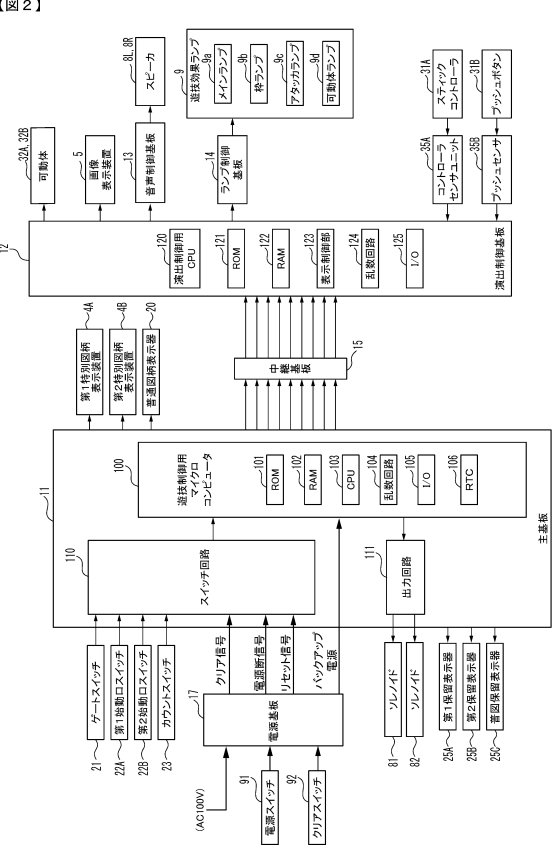 【図2】
12
32A, 32B
可動体
5
画像
表示装置
13
音声制御基板
8L, 8R
スピーカ
14
ランプ制御
基板
9
遊技効果ランプ
9a
メインランプ
9b
枠ランプ
9c
アタッカランプ
9d
可動体ランプ
31A
スティック
コントローラ
31B
プッシュボタン
35A
コントローラ
センサユニット
35B
プッシュセンサ
120
演出制御用
CPU
121
ROM
122
RAM
123
表示制御部
124
乱数回路
125
I/O
演出制御基板
4A
第1特別図柄
表示装置
4B
第2特別図柄
表示装置
20
普通図柄表示器
15
中継基板
11
100
遊技制御用
マイクロ
コンピュータ
101
ROM
102
RAM
103
CPU
104
乱数回路
105
I/O
106
RTC
主基板
110
スイッチ回路
111
出力回路
クリア信号
電源断信号
リセット信号
バックアップ
電源
ゲートスイッチ
21
第1始動口スイッチ
22A
第2始動口スイッチ
22B
カウントスイッチ
23
17
電源基板
(AC100V)
91
電源スイッチ
92
クリアスイッチ
ソレノイド
81
ソレノイド
82
第1保留表示器
25A
第2保留表示器
25B
普図保留表示器
25C